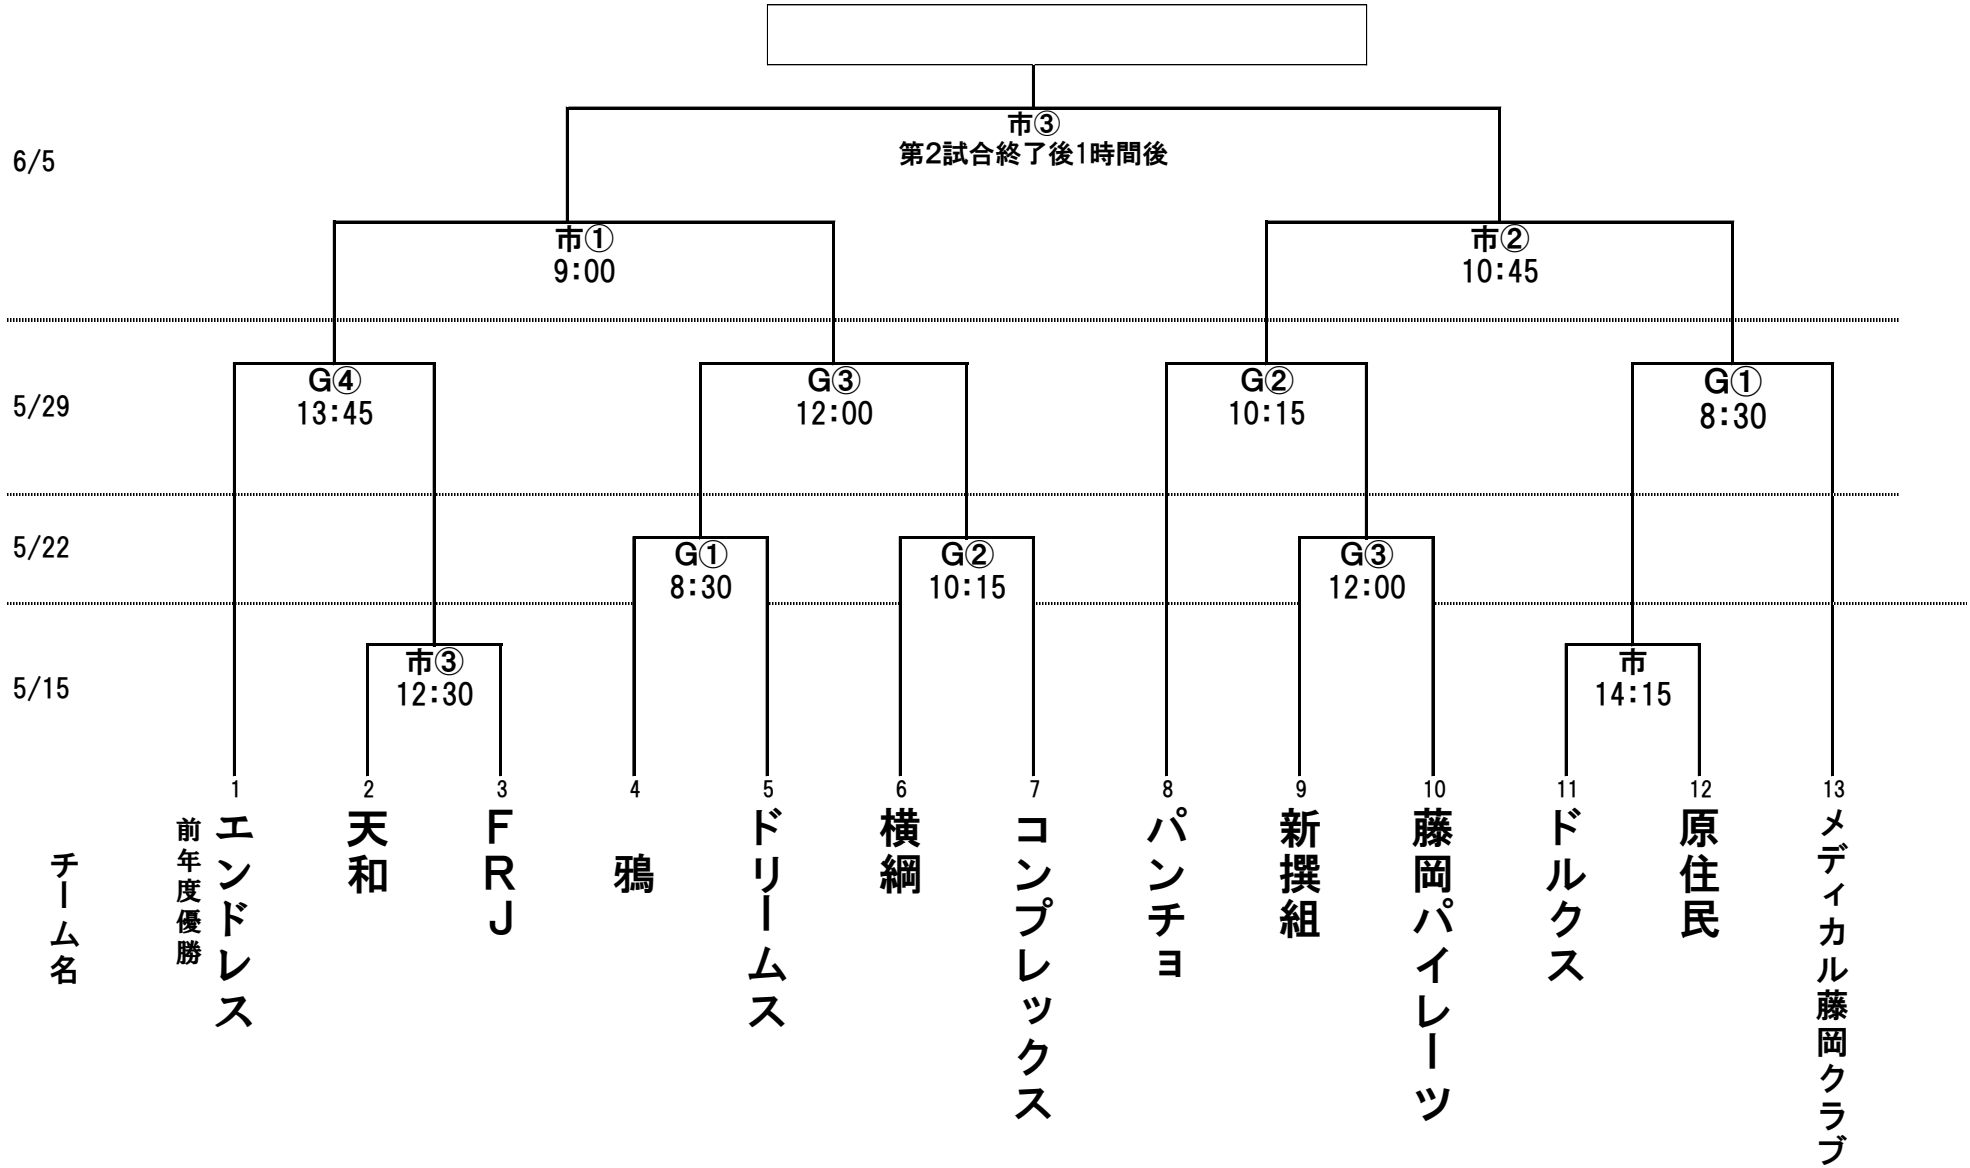 市③
第2試合終了後1時間後
6/5
市①
9:00
市②
10:45
5/29
G④
13:45
G③
12:00
G②
10:15
G①
8:30
5/22
G①
8:30
G②
10:15
G③
12:00
5/15
市③
12:30
市
14:15
1
2
3
4
5
6
7
8
9
10
11
12
13
チーム名
前年度優勝
エンドレス
天和
FRJ
鴉
ドリームス
横綱
コンプレックス
パンチョ
新撰組
藤岡パイレーツ
ドルクス
原住民
メディカル藤岡クラブ